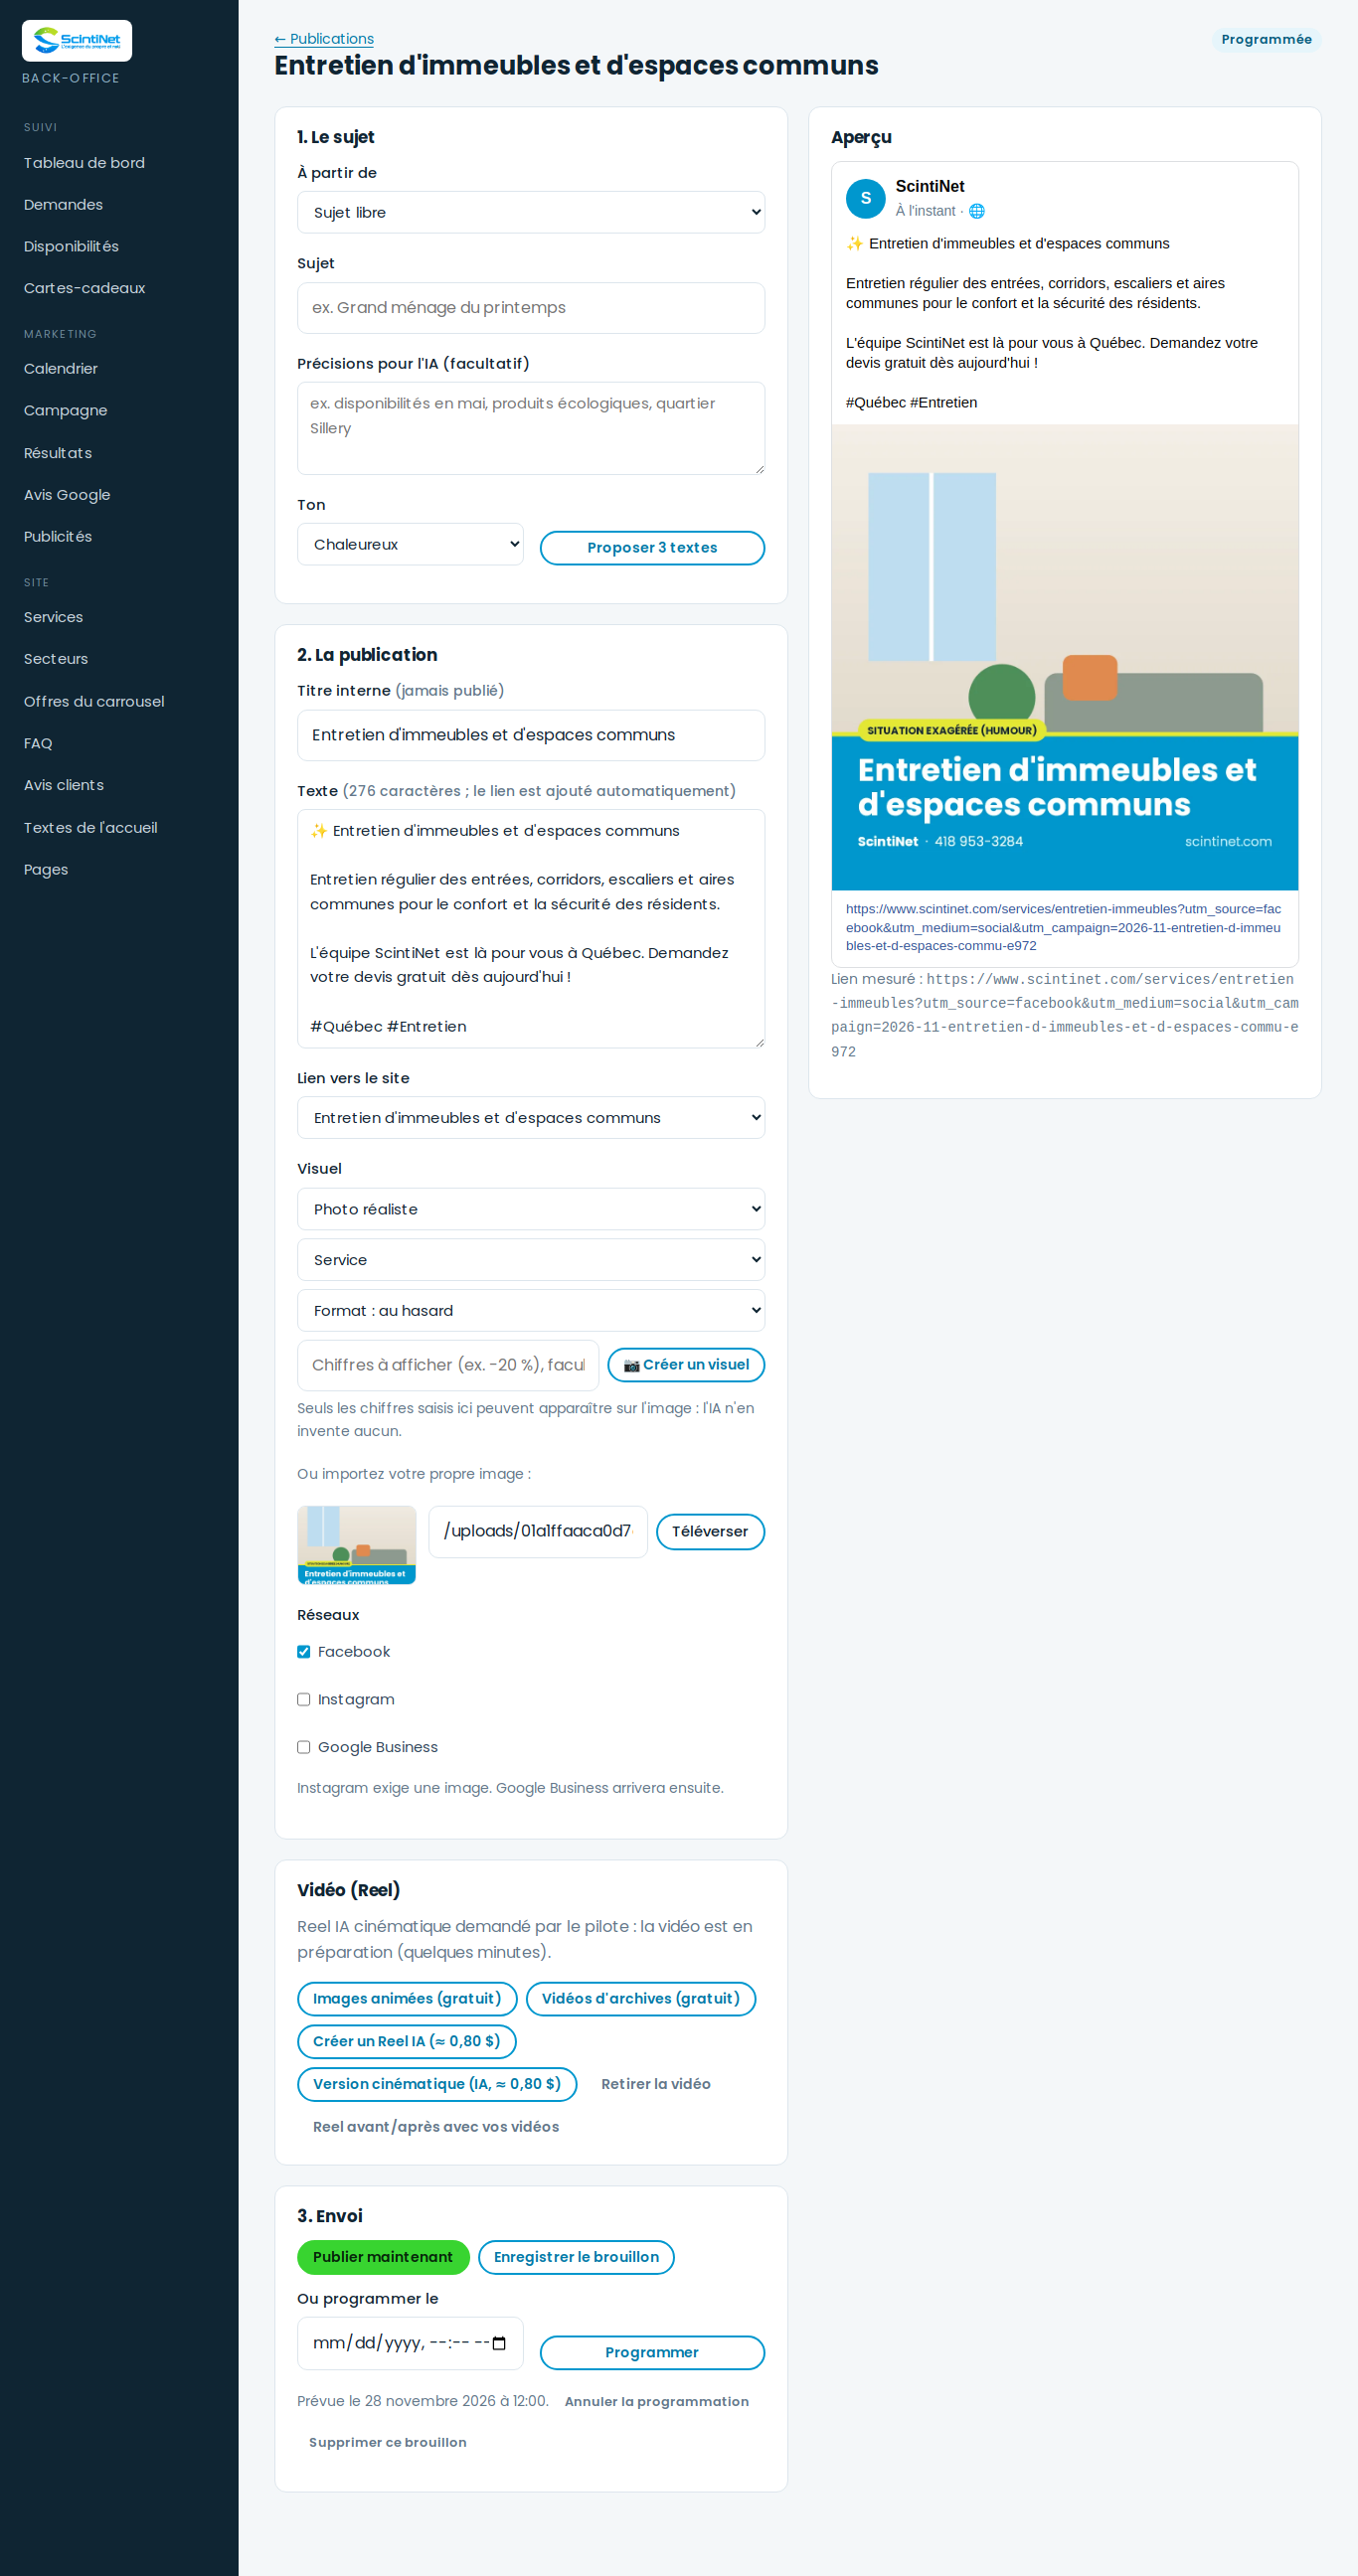 ScintiNet
BACK-OFFICE
SUIVI
Tableau de bord
Demandes
Disponibilités
Cartes-cadeaux
MARKETING
Calendrier
Campagne
Résultats
Avis Google
Publicités
SITE
Services
Secteurs
Offres du carrousel
FAQ
Avis clients
Textes de l'accueil
Pages
← Publications
Programmée
Entretien d'immeubles et d'espaces communs
1. Le sujet
À partir de
Sujet libre
Sujet
ex. Grand ménage du printemps
Précisions pour l'IA (facultatif)
ex. disponibilités en mai, produits écologiques, quartier
Sillery
Ton
Chaleureux
Proposer 3 textes
2. La publication
Titre interne (jamais publié)
Entretien d'immeubles et d'espaces communs
Texte (276 caractères ; le lien est ajouté automatiquement)
✨ Entretien d'immeubles et d'espaces communs
Entretien régulier des entrées, corridors, escaliers et aires
communes pour le confort et la sécurité des résidents.
L'équipe ScintiNet est là pour vous à Québec. Demandez
votre devis gratuit dès aujourd'hui !
#Québec #Entretien
Lien vers le site
Entretien d'immeubles et d'espaces communs
Visuel
Photo réaliste
Service
Format : au hasard
Chiffres à afficher (ex. -20 %), facul
📷 Créer un visuel
Seuls les chiffres saisis ici peuvent apparaître sur l'image : l'IA n'en
invente aucun.
Ou importez votre propre image :
Entretien d'immeubles et
d'espaces communs
/uploads/01a1ffaaca0d7
Téléverser
Réseaux
Facebook
Instagram
Google Business
Instagram exige une image. Google Business arrivera ensuite.
Vidéo (Reel)
Reel IA cinématique demandé par le pilote : la vidéo est en
préparation (quelques minutes).
Images animées (gratuit)
Vidéos d'archives (gratuit)
Créer un Reel IA (≈ 0,80 $)
Version cinématique (IA, ≈ 0,80 $)
Retirer la vidéo
Reel avant/après avec vos vidéos
3. Envoi
Publier maintenant
Enregistrer le brouillon
Ou programmer le
mm/dd/yyyy, --:-- --
Programmer
Prévue le 28 novembre 2026 à 12:00.
Annuler la programmation
Supprimer ce brouillon
Aperçu
S
ScintiNet
À l'instant · 🌐
✨ Entretien d'immeubles et d'espaces communs
Entretien régulier des entrées, corridors, escaliers et aires
communes pour le confort et la sécurité des résidents.
L'équipe ScintiNet est là pour vous à Québec. Demandez votre
devis gratuit dès aujourd'hui !
#Québec #Entretien
SITUATION EXAGÉRÉE (HUMOUR)
Entretien d'immeubles et
d'espaces communs
ScintiNet · 418 953-3284
scintinet.com
https://www.scintinet.com/services/entretien-immeubles?utm_source=fac
ebook&utm_medium=social&utm_campaign=2026-11-entretien-d-immeu
bles-et-d-espaces-commu-e972
Lien mesuré : https://www.scintinet.com/services/entretien
-immeubles?utm_source=facebook&utm_medium=social&utm_cam
paign=2026-11-entretien-d-immeubles-et-d-espaces-commu-e
972